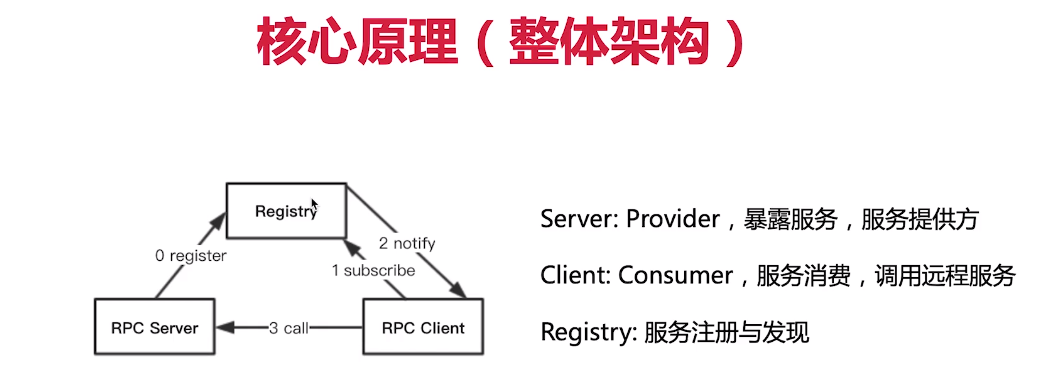 核心原理（整体架构）
Registry
0 register
2 notify
1 subscribe
RPC Server
3 call
RPC Client
Server: Provider，暴露服务，服务提供方
Client: Consumer，服务消费，调用远程服务
Registry: 服务注册与发现